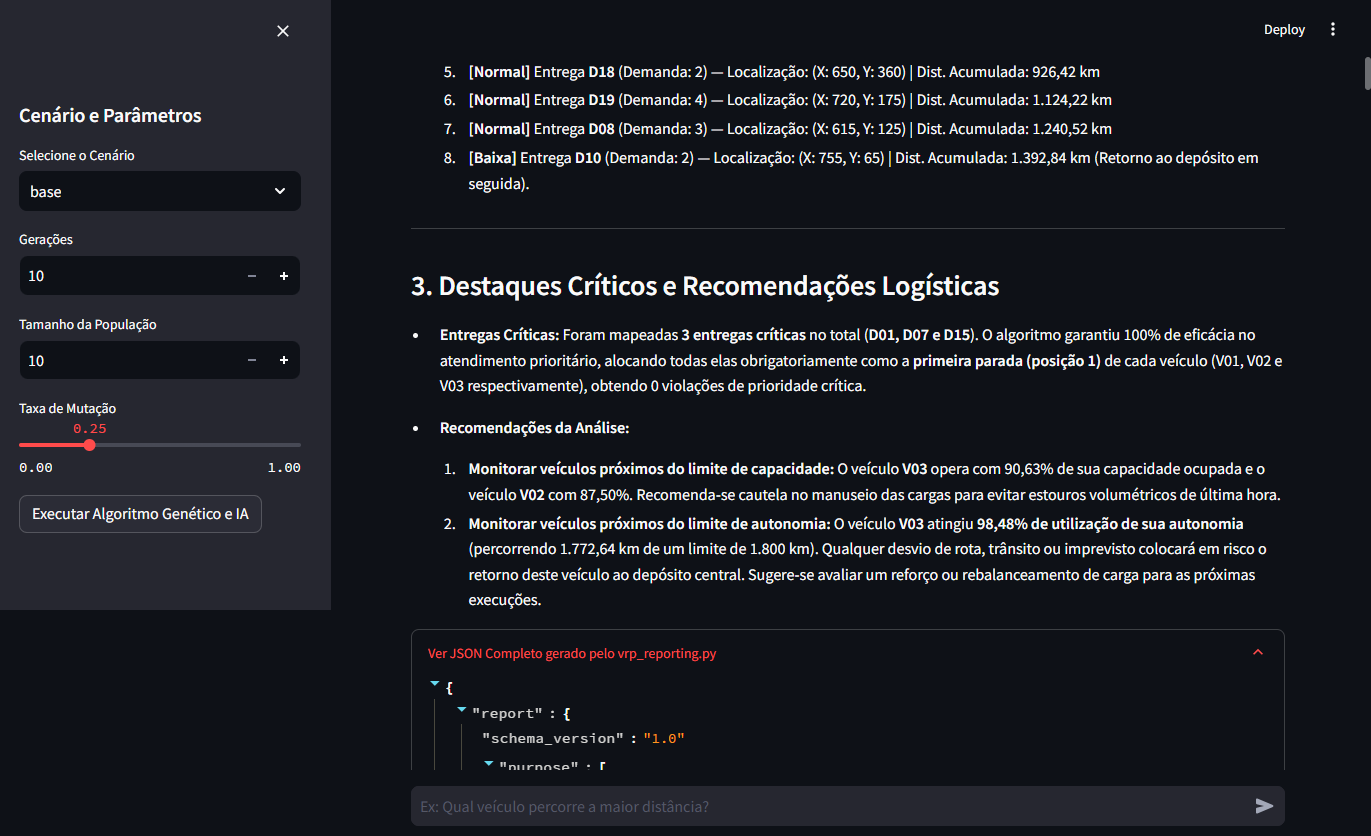 Deploy
Cenário e Parâmetros
Selecione o Cenário
base
Gerações
10
Tamanho da População
10
Taxa de Mutação
0.25
0.00
1.00
Executar Algoritmo Genético e IA
5. [Normal] Entrega D18 (Demanda: 2) — Localização: (X: 650, Y: 360) | Dist. Acumulada: 926,42 km
6. [Normal] Entrega D19 (Demanda: 4) — Localização: (X: 720, Y: 175) | Dist. Acumulada: 1.124,22 km
7. [Normal] Entrega D08 (Demanda: 3) — Localização: (X: 615, Y: 125) | Dist. Acumulada: 1.240,52 km
8. [Baixa] Entrega D10 (Demanda: 2) — Localização: (X: 755, Y: 65) | Dist. Acumulada: 1.392,84 km (Retorno ao depósito em
seguida).
3. Destaques Críticos e Recomendações Logísticas
• Entregas Críticas: Foram mapeadas 3 entregas críticas no total (D01, D07 e D15). O algoritmo garantiu 100% de eficácia no
atendimento prioritário, alocando todas elas obrigatoriamente como a primeira parada (posição 1) de cada veículo (V01, V02 e
V03 respectivamente), obtendo 0 violações de prioridade crítica.
• Recomendações da Análise:
1. Monitorar veículos próximos do limite de capacidade: O veículo V03 opera com 90,63% de sua capacidade ocupada e o
veículo V02 com 87,50%. Recomenda-se cautela no manuseio das cargas para evitar estouros volumétricos de última hora.
2. Monitorar veículos próximos do limite de autonomia: O veículo V03 atingiu 98,48% de utilização de sua autonomia
(percorrendo 1.772,64 km de um limite de 1.800 km). Qualquer desvio de rota, trânsito ou imprevisto colocará em risco o
retorno deste veículo ao depósito central. Sugere-se avaliar um reforço ou rebalanceamento de carga para as próximas
execuções.
Ver JSON Completo gerado pelo vrp_reporting.py
{
"report" : {
"schema_version" : "1.0"
"purpose" : [
Ex: Qual veículo percorre a maior distância?